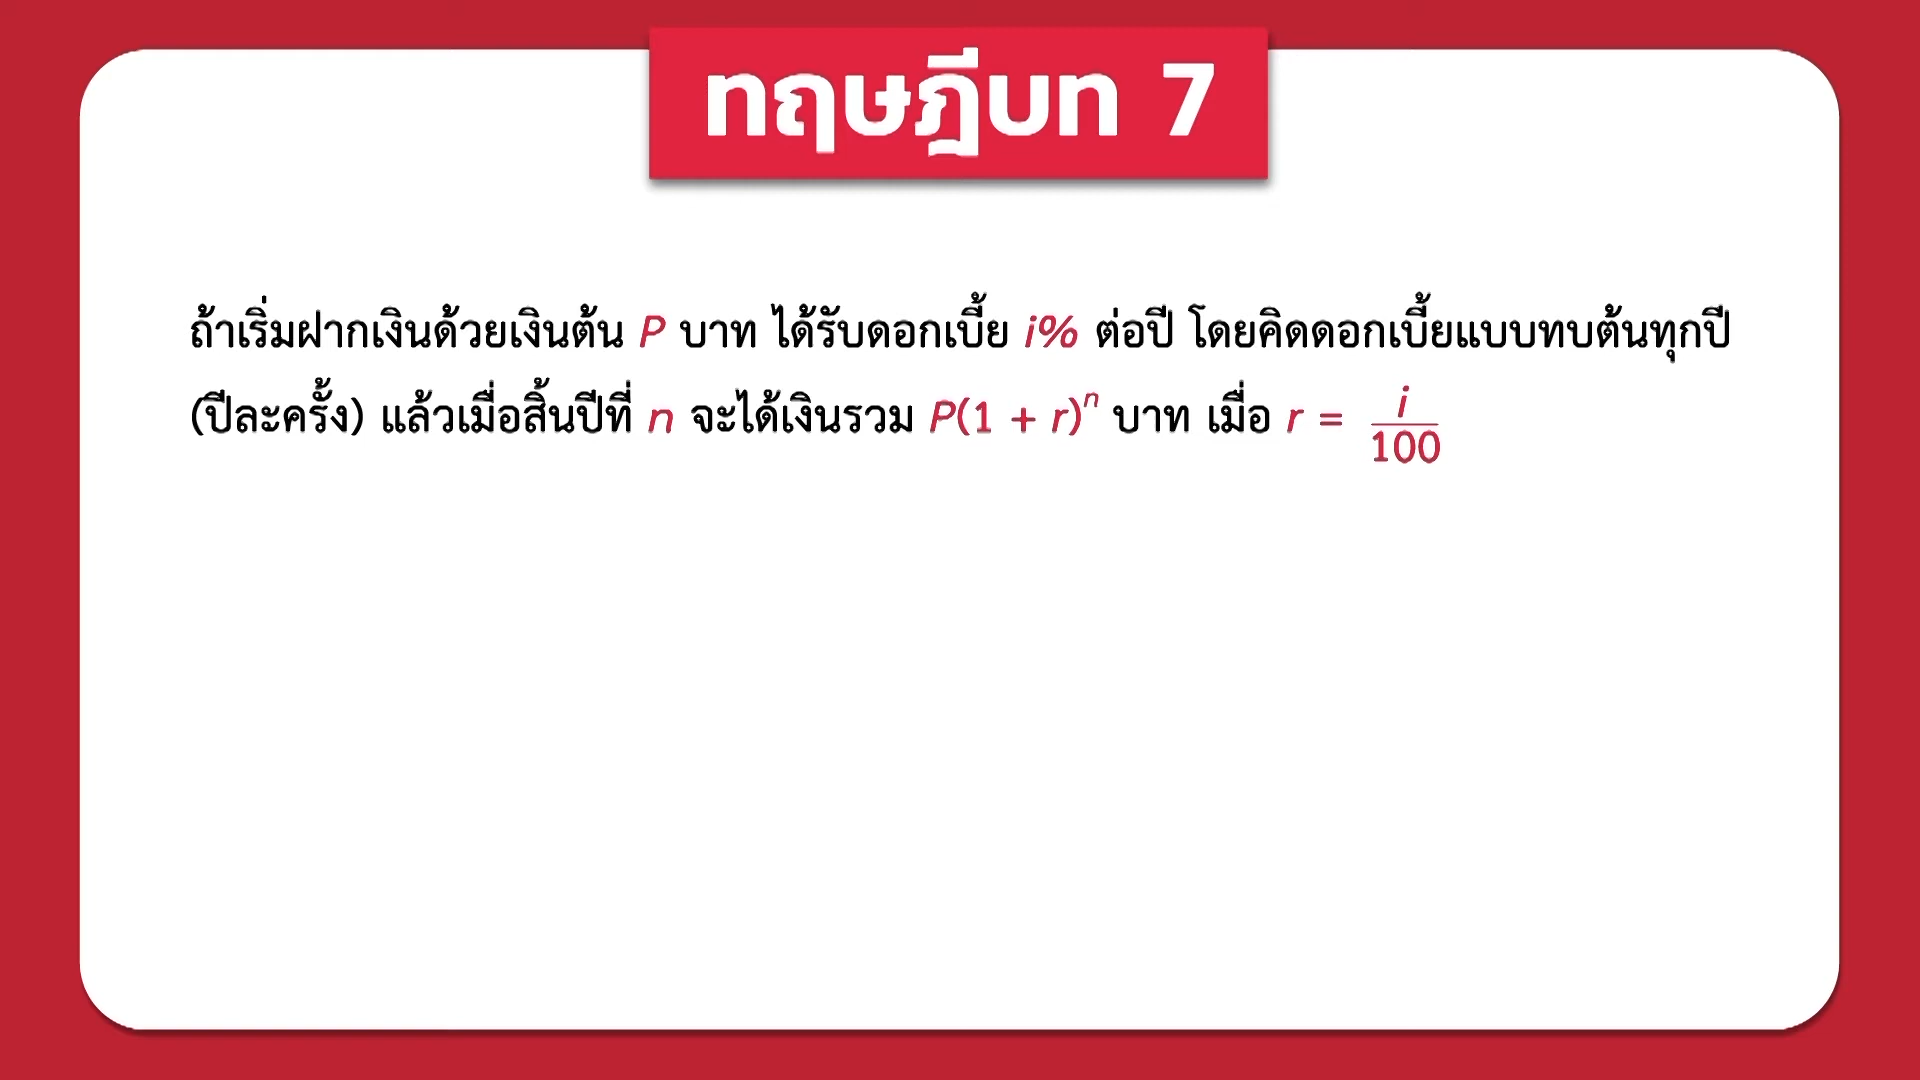 ทฤษฎีบท 7
ถ้าเริ่มฝากเงินด้วยเงินต้น P บาท ได้รับดอกเบี้ย i% ต่อปี โดยคิดดอกเบี้ยแบบทบต้นทุกปี
(ปีละครั้ง) แล้วเมื่อสิ้นปีที่ n จะได้เงินรวม P(1 + r)ⁿ บาท เมื่อ r = i/100